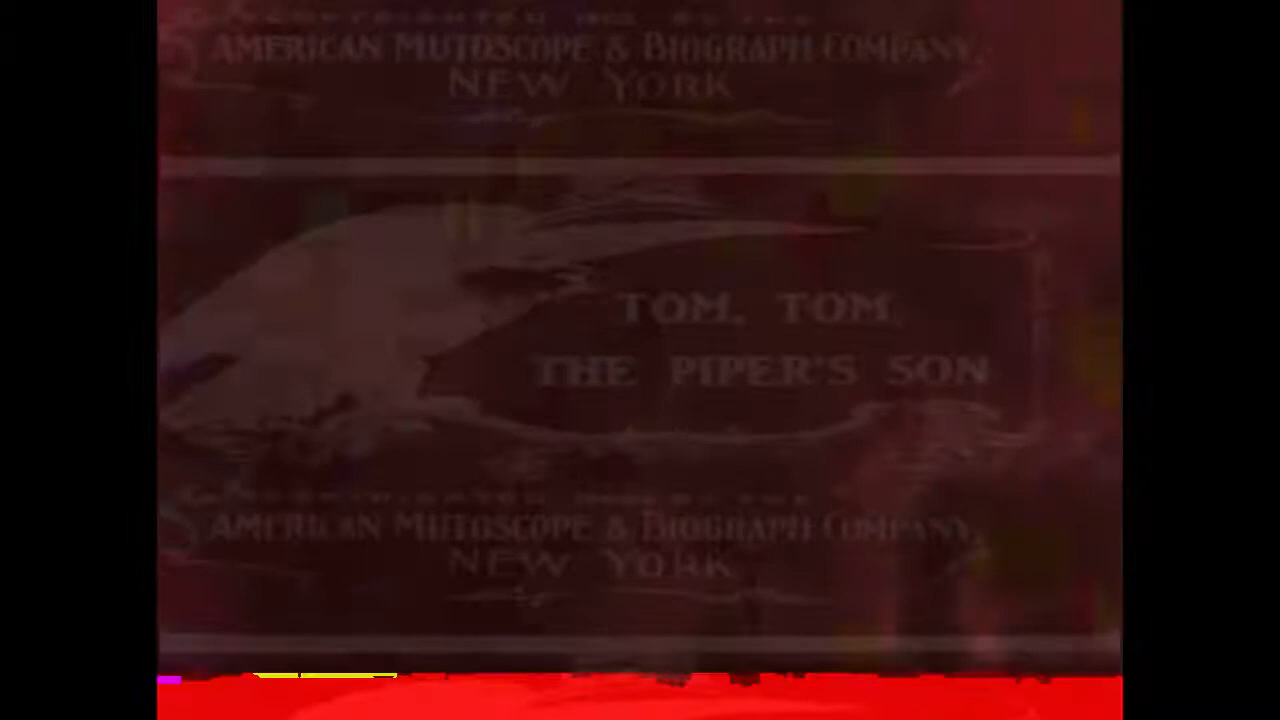 AMERICAN MUTOSCOPE & BIOGRAPH COMPANY,
NEW YORK
TOM, TOM,
THE PIPER'S SON
AMERICAN MUTOSCOPE & BIOGRAPH COMPANY,
NEW YORK